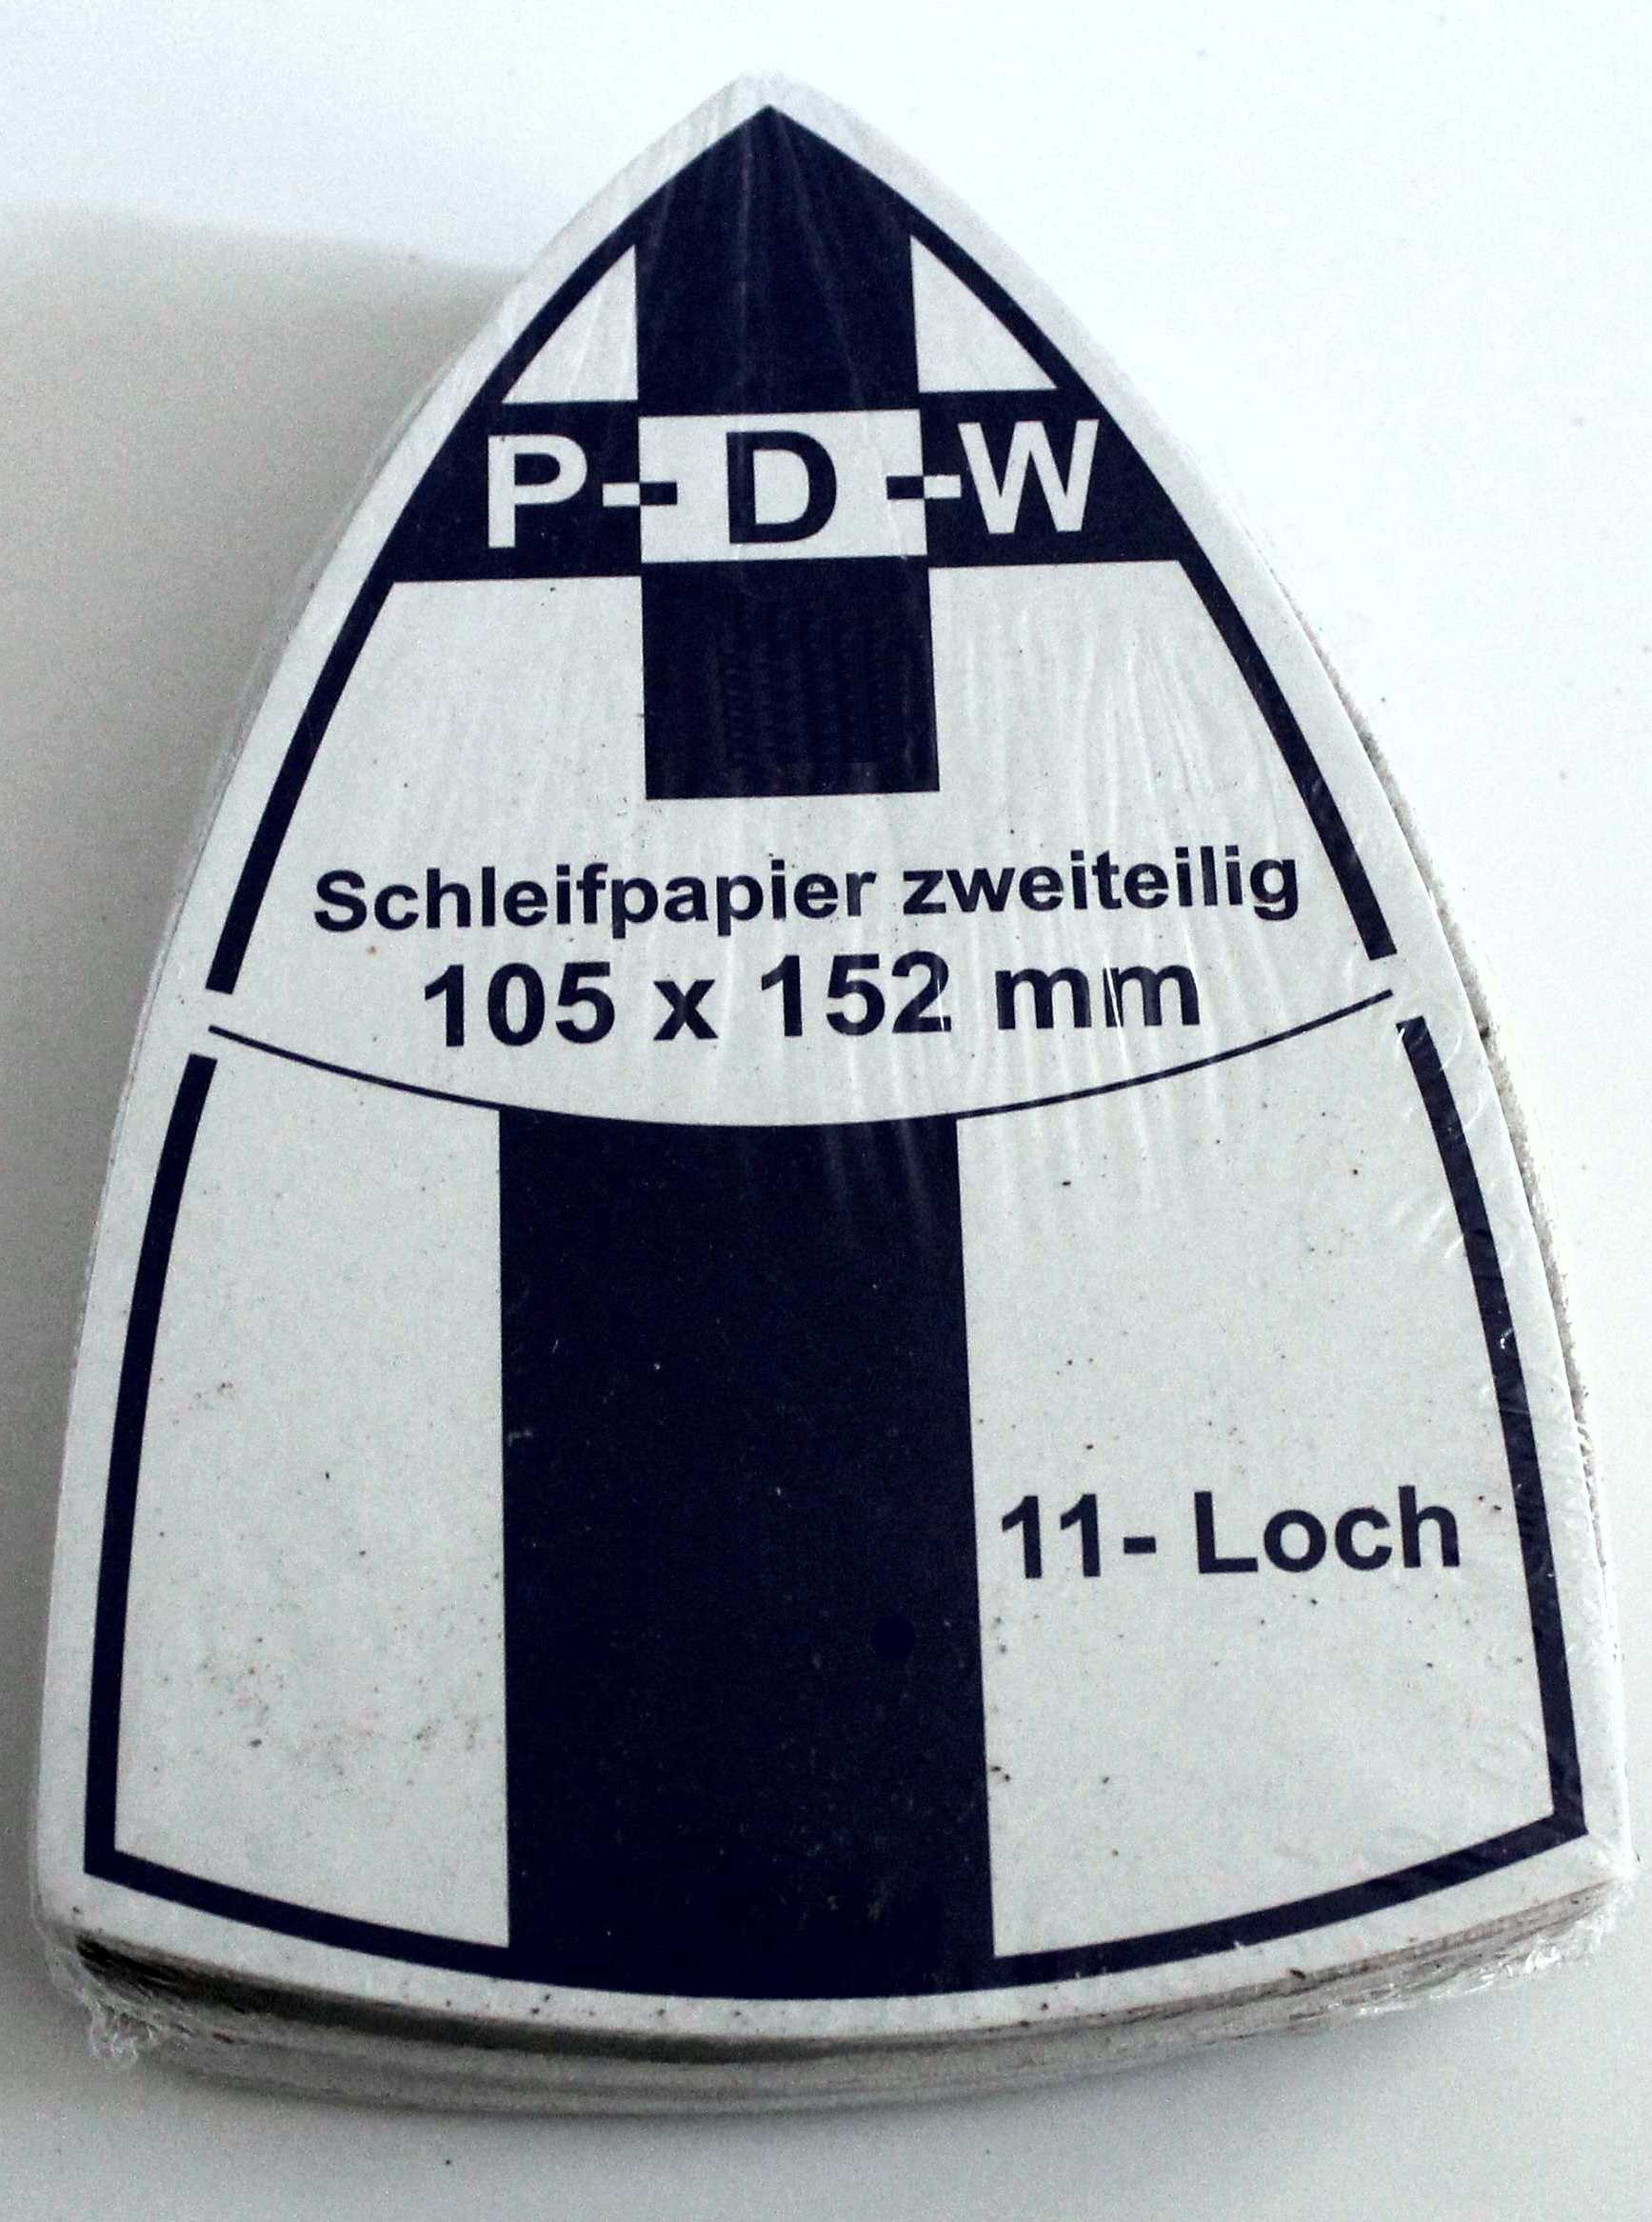 P-D-W
Schleifpapier zweiteilig
105 x 152 mm
11- Loch